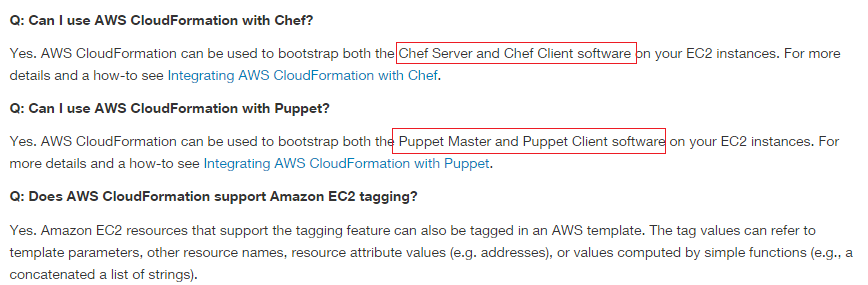 Q: Can I use AWS CloudFormation with Chef?
Yes. AWS CloudFormation can be used to bootstrap both the Chef Server and Chef Client software on your EC2 instances. For more
details and a how-to see Integrating AWS CloudFormation with Chef.
Q: Can I use AWS CloudFormation with Puppet?
Yes. AWS CloudFormation can be used to bootstrap both the Puppet Master and Puppet Client software on your EC2 instances. For
more details and a how-to see Integrating AWS CloudFormation with Puppet.
Q: Does AWS CloudFormation support Amazon EC2 tagging?
Yes. Amazon EC2 resources that support the tagging feature can also be tagged in an AWS template. The tag values can refer to
template parameters, other resource names, resource attribute values (e.g. addresses), or values computed by simple functions (e.g., a
concatenated a list of strings).